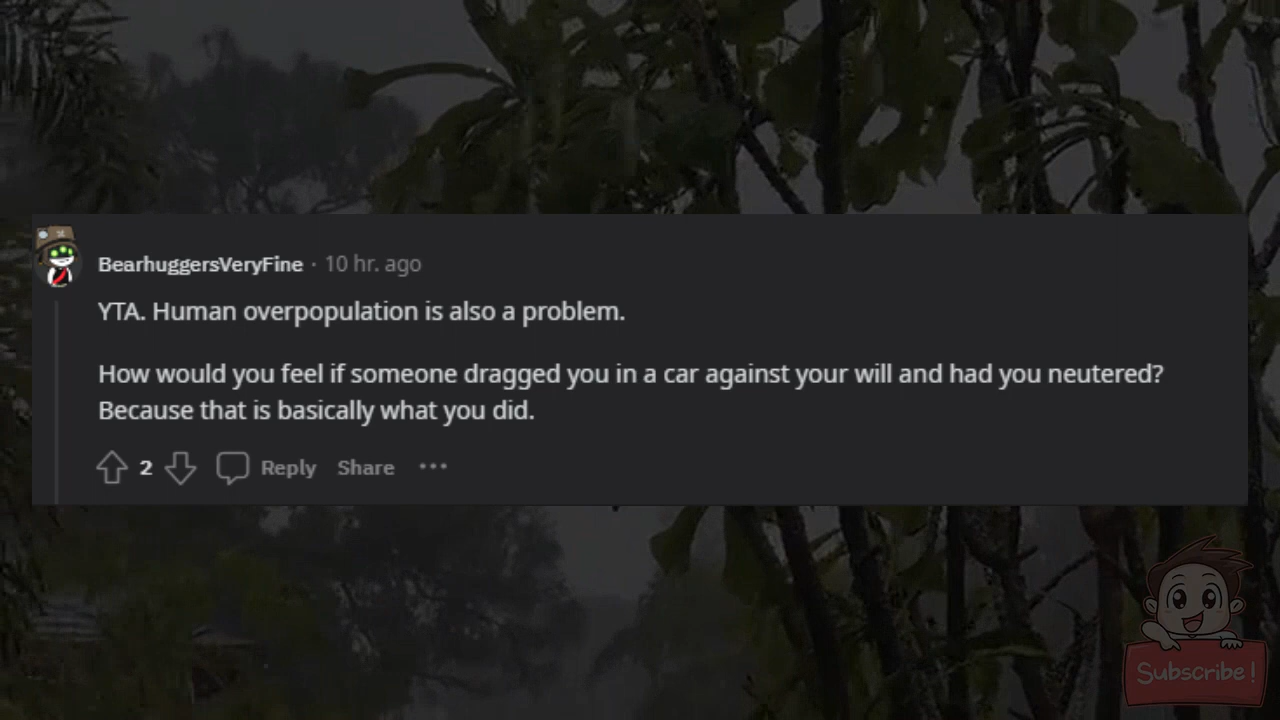 BearhuggersVeryFine · 10 hr. ago
YTA. Human overpopulation is also a problem.
How would you feel if someone dragged you in a car against your will and had you neutered?
Because that is basically what you did.
2 Reply Share ···
Subscribe!